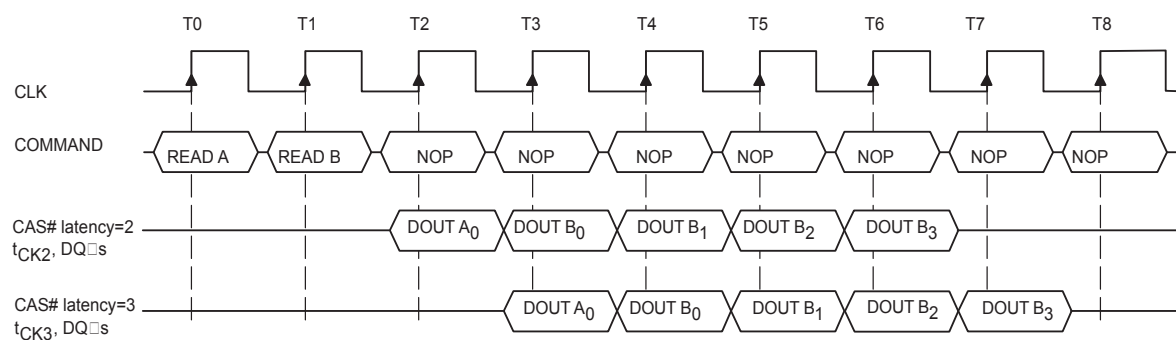 T0 T1 T2 T3 T4 T5 T6 T7 T8
CLK
COMMAND
READ A READ B NOP NOP NOP NOP NOP NOP NOP
CAS# latency=2
tCK2, DQ□s
DOUT A0 DOUT B0 DOUT B1 DOUT B2 DOUT B3
CAS# latency=3
tCK3, DQ□s
DOUT A0 DOUT B0 DOUT B1 DOUT B2 DOUT B3